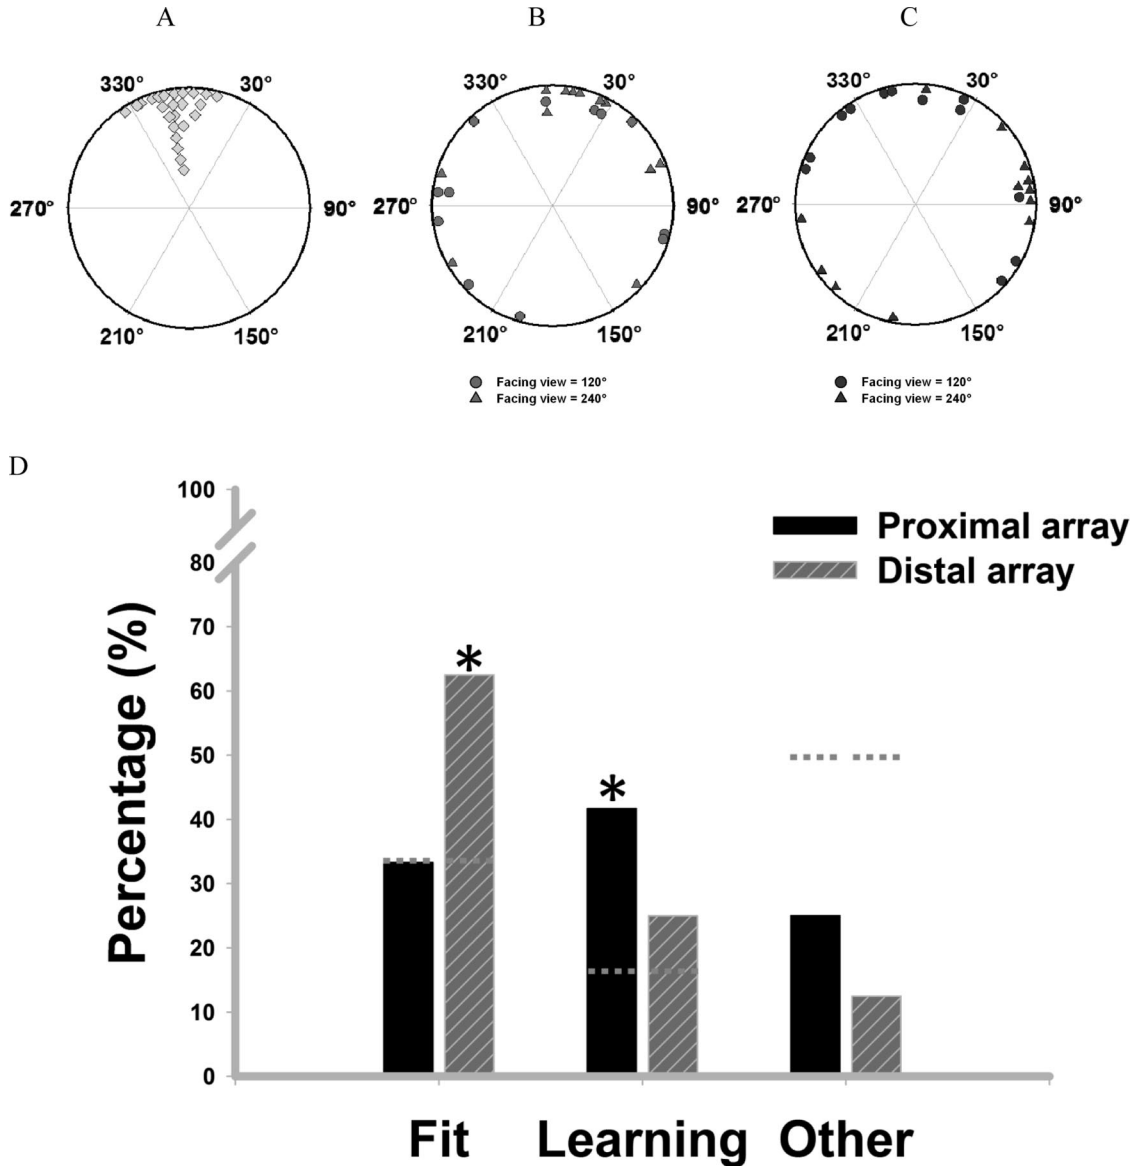 A
B
C
330°
30°
270°
90°
210°
150°
330°
30°
270°
90°
210°
150°
Facing view = 120°
Facing view = 240°
330°
30°
270°
90°
210°
150°
Facing view = 120°
Facing view = 240°
D
Percentage (%)
100
80
70
60
50
40
30
20
10
0
Proximal array
Distal array
*
*
Fit
Learning
Other